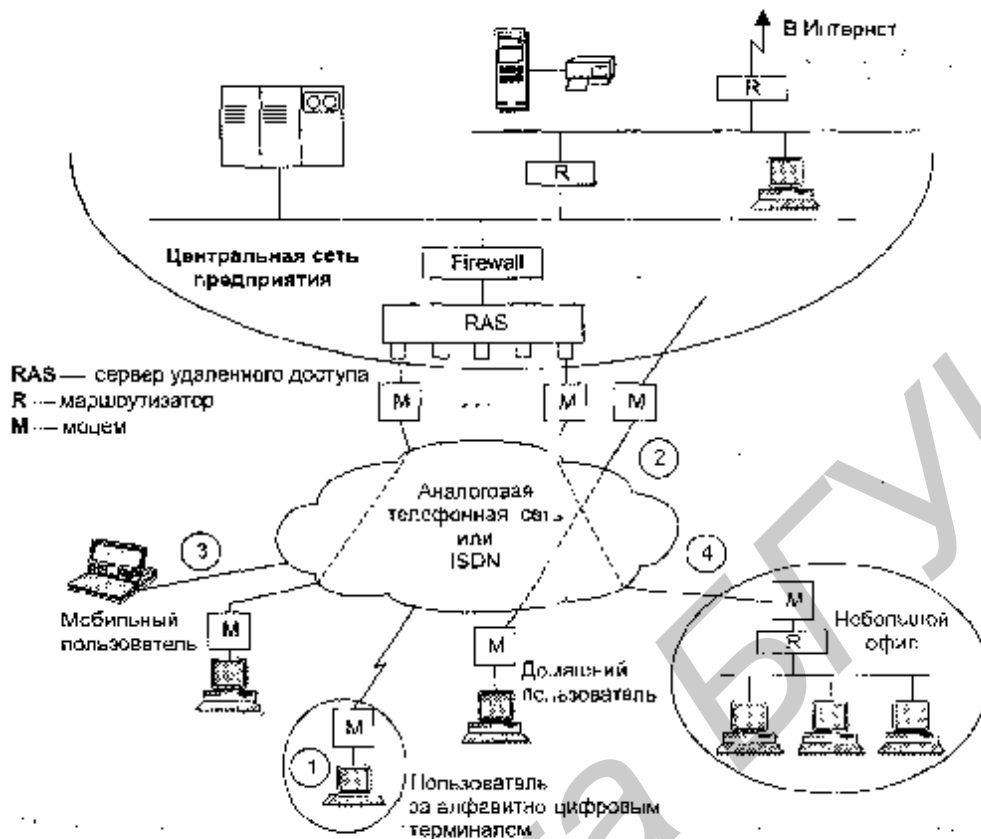 В Интернет
R
R
Центральная сеть
предприятия
Firewall
RAS
RAS — сервер удаленного доступа
R — маршрутизатор
M — модем
M
...
M
M
2
Аналоговая
телефонная сеть
или
ISDN
3
4
Мобильный
пользователь
M
M
Домашний
пользователь
M
R
Небольшой
офис
M
1
Пользователь
за алфавитно цифровым
терминалом